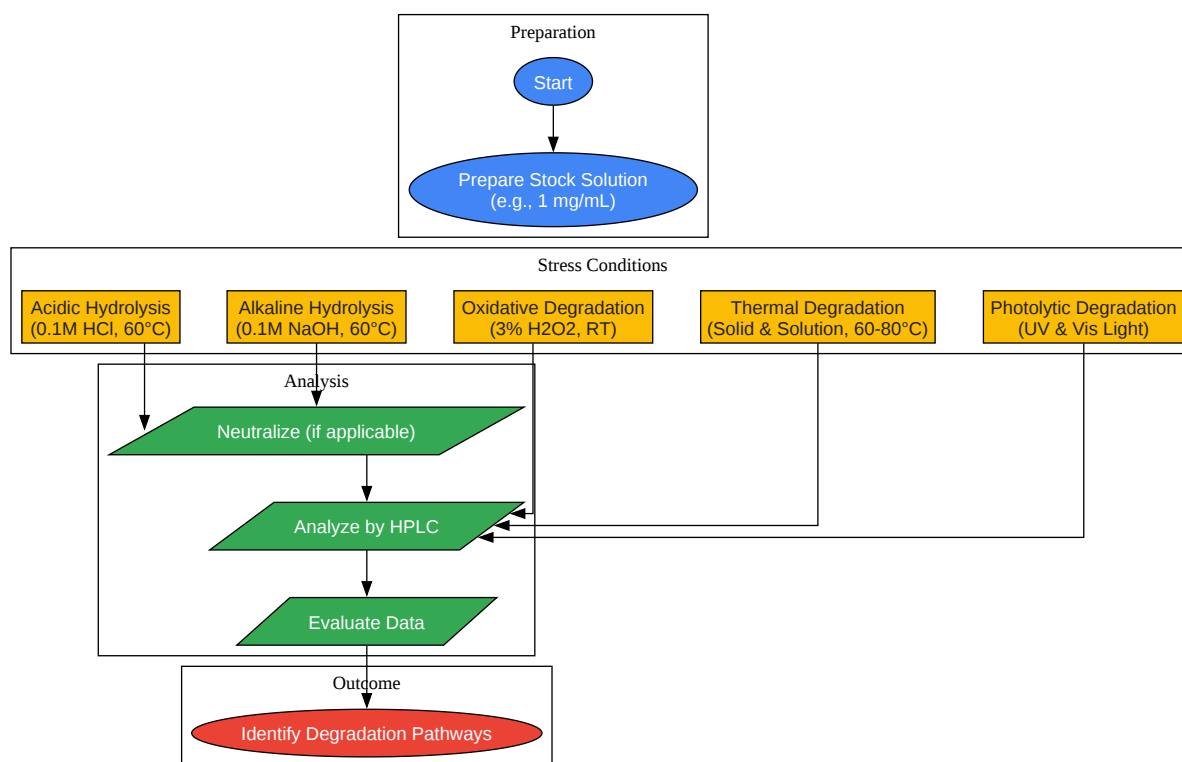 Preparation
Start
Prepare Stock Solution
(e.g., 1 mg/mL)
Stress Conditions
Acidic Hydrolysis
(0.1M HCl, 60°C)
Alkaline Hydrolysis
(0.1M NaOH, 60°C)
Oxidative Degradation
(3% H2O2, RT)
Thermal Degradation
(Solid & Solution, 60-80°C)
Photolytic Degradation
(UV & Vis Light)
Analysis
Neutralize (if applicable)
Analyze by HPLC
Evaluate Data
Outcome
Identify Degradation Pathways